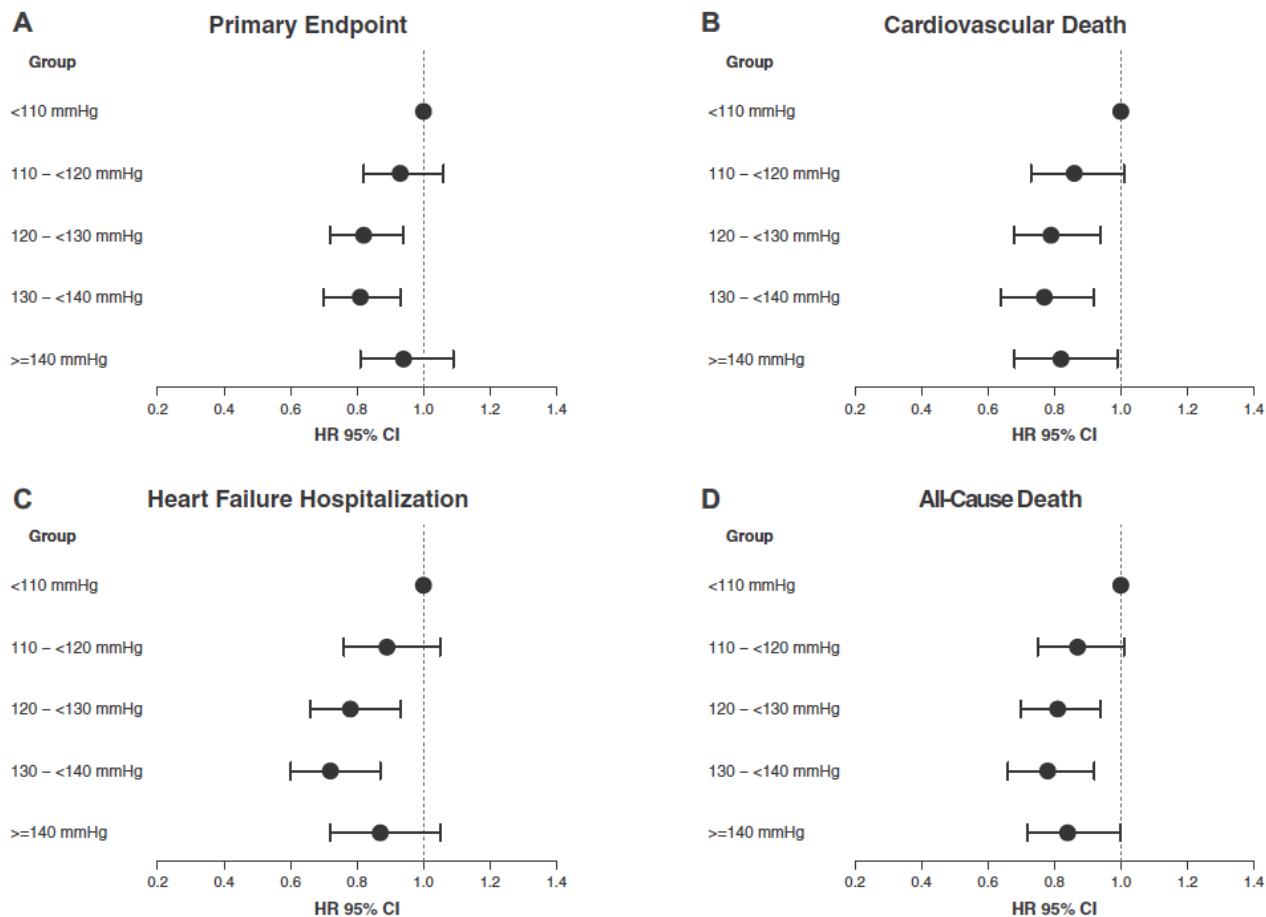 A Primary Endpoint
Group
<110 mmHg
110 – <120 mmHg
120 – <130 mmHg
130 – <140 mmHg
>=140 mmHg
0.2 0.4 0.6 0.8 1.0 1.2 1.4
HR 95% CI
B Cardiovascular Death
Group
<110 mmHg
110 – <120 mmHg
120 – <130 mmHg
130 – <140 mmHg
>=140 mmHg
0.2 0.4 0.6 0.8 1.0 1.2 1.4
HR 95% CI
C Heart Failure Hospitalization
Group
<110 mmHg
110 – <120 mmHg
120 – <130 mmHg
130 – <140 mmHg
>=140 mmHg
0.2 0.4 0.6 0.8 1.0 1.2 1.4
HR 95% CI
D All-Cause Death
Group
<110 mmHg
110 – <120 mmHg
120 – <130 mmHg
130 – <140 mmHg
>=140 mmHg
0.2 0.4 0.6 0.8 1.0 1.2 1.4
HR 95% CI